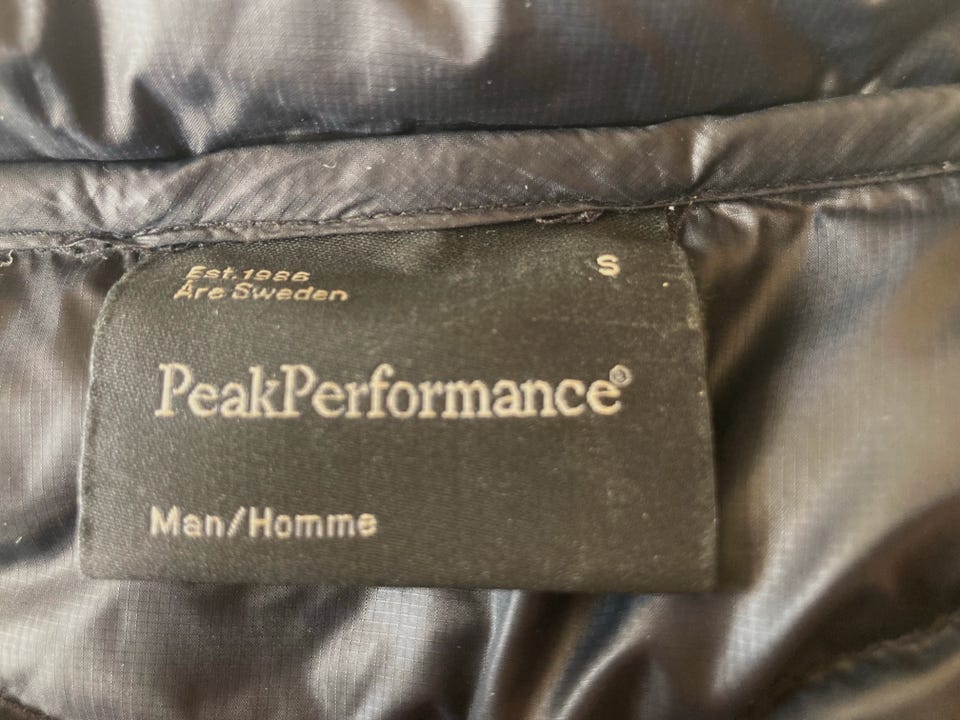 Est.1986
Åre Sweden
S
PeakPerformance®
Man/Homme